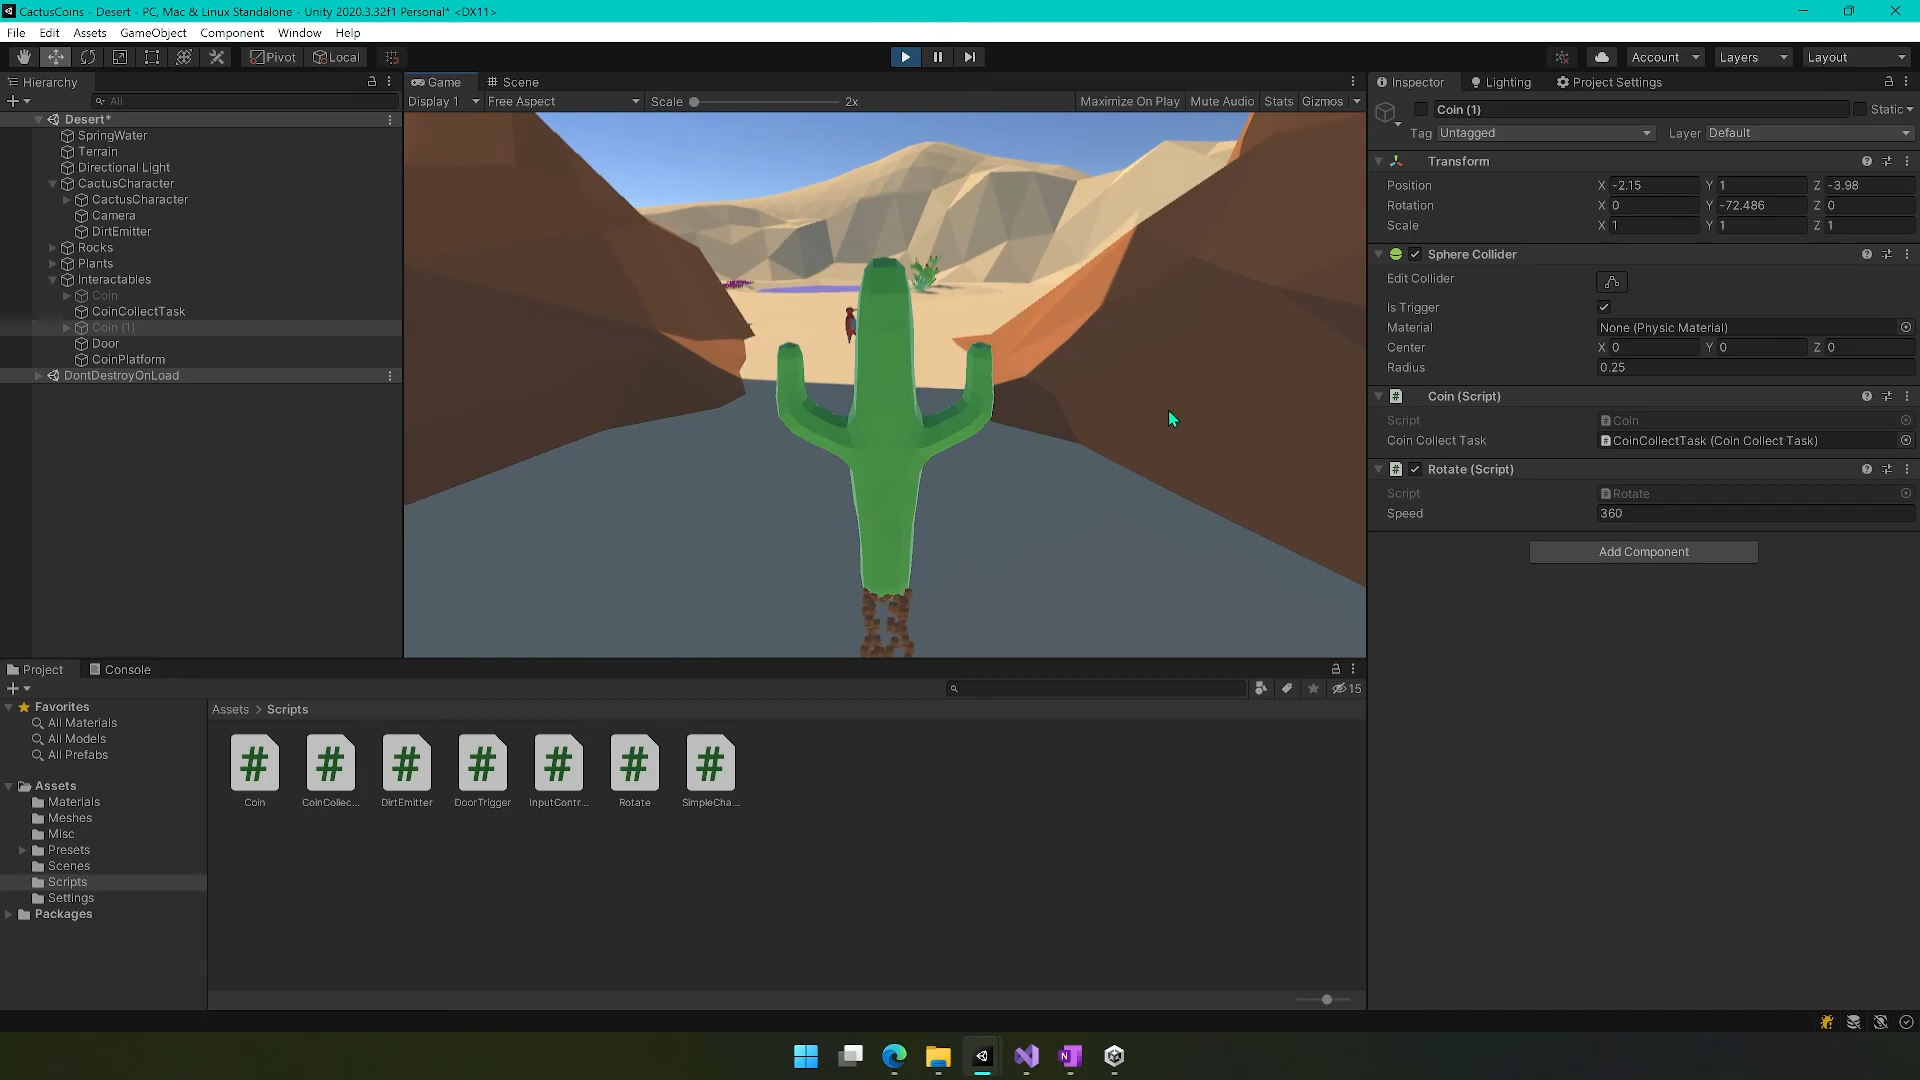 CactusCoins - Desert - PC, Mac & Linux Standalone - Unity 2020.3.32f1 Personal* <DX11>
File Edit Assets GameObject Component Window Help
Pivot Local Account Layers Layout
Hierarchy Game Scene Inspector Lighting Project Settings
All Display 1 Free Aspect Scale 2x Maximize On Play Mute Audio Stats Gizmos
Coin (1) Static
Tag Untagged Layer Default
Desert*
SpringWater
Terrain
Directional Light
CactusCharacter
CactusCharacter
Camera
DirtEmitter
Rocks
Plants
Interactables
Coin
CoinCollectTask
Coin (1)
Door
CoinPlatform
DontDestroyOnLoad
Transform
Position X -2.15 Y 1 Z -3.98
Rotation X 0 Y -72.486 Z 0
Scale X 1 Y 1 Z 1
Sphere Collider
Edit Collider
Is Trigger
Material None (Physic Material)
Center X 0 Y 0 Z 0
Radius 0.25
Coin (Script)
Script Coin
Coin Collect Task CoinCollectTask (Coin Collect Task)
Rotate (Script)
Script Rotate
Speed 360
Add Component
Project Console
15
Favorites
All Materials
All Models
All Prefabs
Assets
Materials
Meshes
Misc
Presets
Scenes
Scripts
Settings
Packages
Assets > Scripts
Coin CoinCollec... DirtEmitter DoorTrigger InputContr... Rotate SimpleCha...